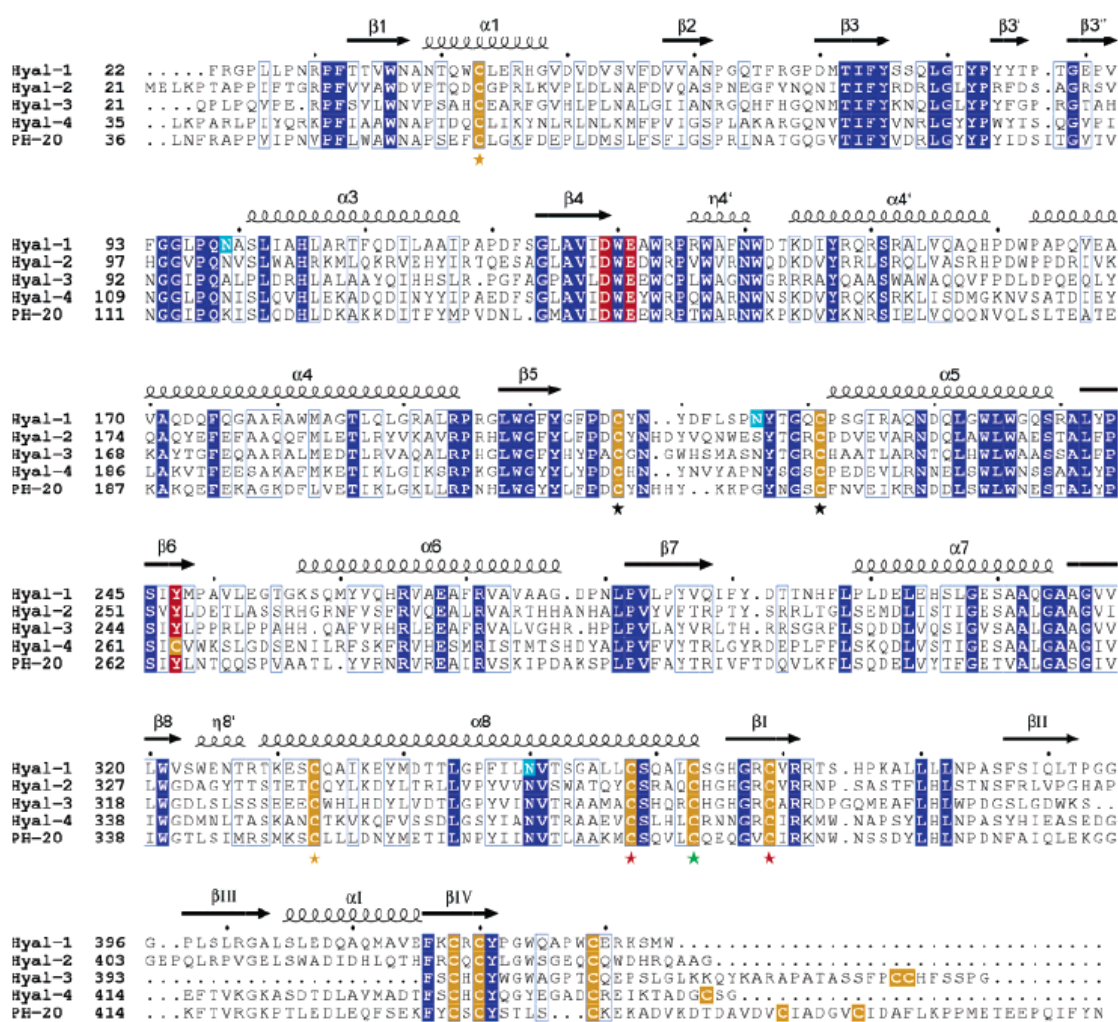 β1 α1 β2 β3 β3' β3''
Hyal-1 22 .....FRGPLLPNRPFTTVWNANTQWCLERHGVDVDVSVFDVVANPGQTFRGPDMTIFYSSQLGTYPYYTP.TGEPV
Hyal-2 21 MELKPTAPPIFTGRPFVVAWDVPTQDCGPRLKVPLDLNAFDVQASPNEGFVNQNITIFYRDRLGLYPRFDS.AGRSV
Hyal-3 21 ....QPLPQVPE.RPFSVLWNVPSAHCEARFGVHLPLNALGIIANRGQHFHGQNMTIFYKNQLGLYPYFGP.RGTAH
Hyal-4 35 ..LKPARLPIYQRKPFIAAWNAPTDQCLIKYNLRLNLKMFPVIGSPLAKARGQNVTIFYVNRLGYYPWYTS.QGVPI
PH-20 36 ..LNFRAPPVIPNVPFLWAWNAPSEFCLGKFDEPLDMSLFSFIGSPRINATGQGVTIFYVDRLGYYPYIDSITGVTV
α3 β4 η4' α4'
Hyal-1 93 FGGLPQNASLIAHLARTFQDILAAIPAPDFSGLAVIDWEAWRPRWAFNWDTKDIYRQRSRALVQAQHPDWPAPQVEA
Hyal-2 97 HGGVPQNVSLWAHRKMLQKRVEHYIRTQESAGLAVIDWEDWRPVWVRNWQDKDVYRRLSRQLVASRHPDWPPDRIVK
Hyal-3 92 NGGIPQALPLDRHLALAAYQIHHSLR.PGFAGPAVLDWEEWCPLWAGNWGRRRAYQAASWAWAQQVFPDLDPQEQLY
Hyal-4 109 NGGLPQNISLQVHLEKADQDINYYIPAEDFSGLAVIDWEYWRPQWARNWNSKDVYRQKSRKLISDMGKNVSATDIEY
PH-20 111 NGGIPQKISLQDHLDKAKKDITFYMPVDNL.GMAVIDWEEWRPTWARNWKPKDVYKNRSIELVQQQNVQLSLTEATE
α4 β5 α5
Hyal-1 170 VAQDQFQGAARAWMAGTLQLGRALRPRGLWGFYGFPDCYN..YDFLSPNYTGQCPSGIRAQNDQLGWLWGQSRALYP
Hyal-2 174 QAQYEFEFAAQQFMLETLRYVKAVRPRHLWGFYLFPDCYNHDYVQNWESYTGRCPDVEVARNDQLAWLWAESTALFP
Hyal-3 168 KAYTGFEQAARALMEDTLRVAQALRPHGLWGFYHYPACGN.GWHSMASNYTGRCHAATLARNTQLHWLWAASSALFP
Hyal-4 186 LAKVTFEESAKAFMKETIKLGIKSRPKGLWGYYLYPDCHN..YNVYAPNYSGSCPEDEVLRNNELSWLWNSSAALYP
PH-20 187 KAKQEFEKAGKDFLVETIKLGKLLRPNHLWGYYLFPDCYNHHY..KKPGYNGSCFNVEIKRNDDLSWLWNESTALYP
β6 α6 β7 α7
Hyal-1 245 SIYMPAVLEGTGKSQMYVQHRVAEAFRVAVAAG.DPNLPVLPYVQIFY.DTTNHFLPLDELEHSLGESAAQGAAGVV
Hyal-2 251 SVYLDETLASSRHGRNFVSFRVQEALRVARTHHANHALPVYVFTRPTY.SRRLTGLSEMDLISTIGESAALGAAGVI
Hyal-3 244 SIYLPPRLPPAHH.QAFVRHRLEEAFRVALVGHR.HPLPVLAYVRLTH.RRSGRFLSQDDLVQSIGVSAALGAAGVV
Hyal-4 261 SICVWKSLGDSENILRFSKFRVHESMRISTMTSHDYALPVFVYTRLGYRDEPLFFLSKQDLVSTIGESAALGAAGIV
PH-20 262 SIYLNTQQSPVAATL.YVRNRVREAIRVSKIPDAKSPLPVFAYTRIVFTDQVLKFLSQDELVYTFGETVALGASGIV
β8 η8' α8 βI βII
Hyal-1 320 LWVSWENTRTKESCQAIKEYMDTTLGPFILNVTSGALLCSQALCSGHGRCVRRTS.HPKALLLLNPASFSIQLTPGG
Hyal-2 327 LWGDAGYTTSTETCQYLKDYLTRLLVPYVVNVSWATQYCSRAQCHGHGRCVRRNP.SASTFLHLSTNSFRLVPGHAP
Hyal-3 318 LWGDLSLSSSEEECWHLHDYLVDTLGPYVINVTRAAMACSHQRCHGHGRCARRDPGQMEAFLHLWPDGSLGDWKS..
Hyal-4 338 IWGDMNLTASKANCTKVKQFVSSDLGSYIANVTRAAEVCSLHLCRNNGRCIRKMW.NAPSYLHLNPASYHIEASEDG
PH-20 338 IWGTLSIMRSMKSCLLLDNYMETILNPYIINVTLAAKMCSQVLCQEQGVCIRKNW.NSSDYLHLNPDNFAIQLEKGG
βIII αI βIV
Hyal-1 396 G..PLSLRGALSLEDQAQMAVEFKCRCYPGWQAPWCERKSMW...................................
Hyal-2 403 GEPQLRPVGELSWADIDHLQTHFRCQCYLGWSGEQCQWDHRQAAG................................
Hyal-3 393 ......................FSCHCYWGWAGPTCQEPSLGLKKQYKARAPATASSFPCCHFSSPG..........
Hyal-4 414 ..EFTVKGKASDTDLAVMADTFSCHCYQGYEGADCREIKTADGCSG..............................
PH-20 414 ..KFTVRGKPTLEDLEQFSEKFYCSCYSTLS...CKEKADVKDTDAVDVCIADGVCIDAFLKPPMETEEPQIFYN